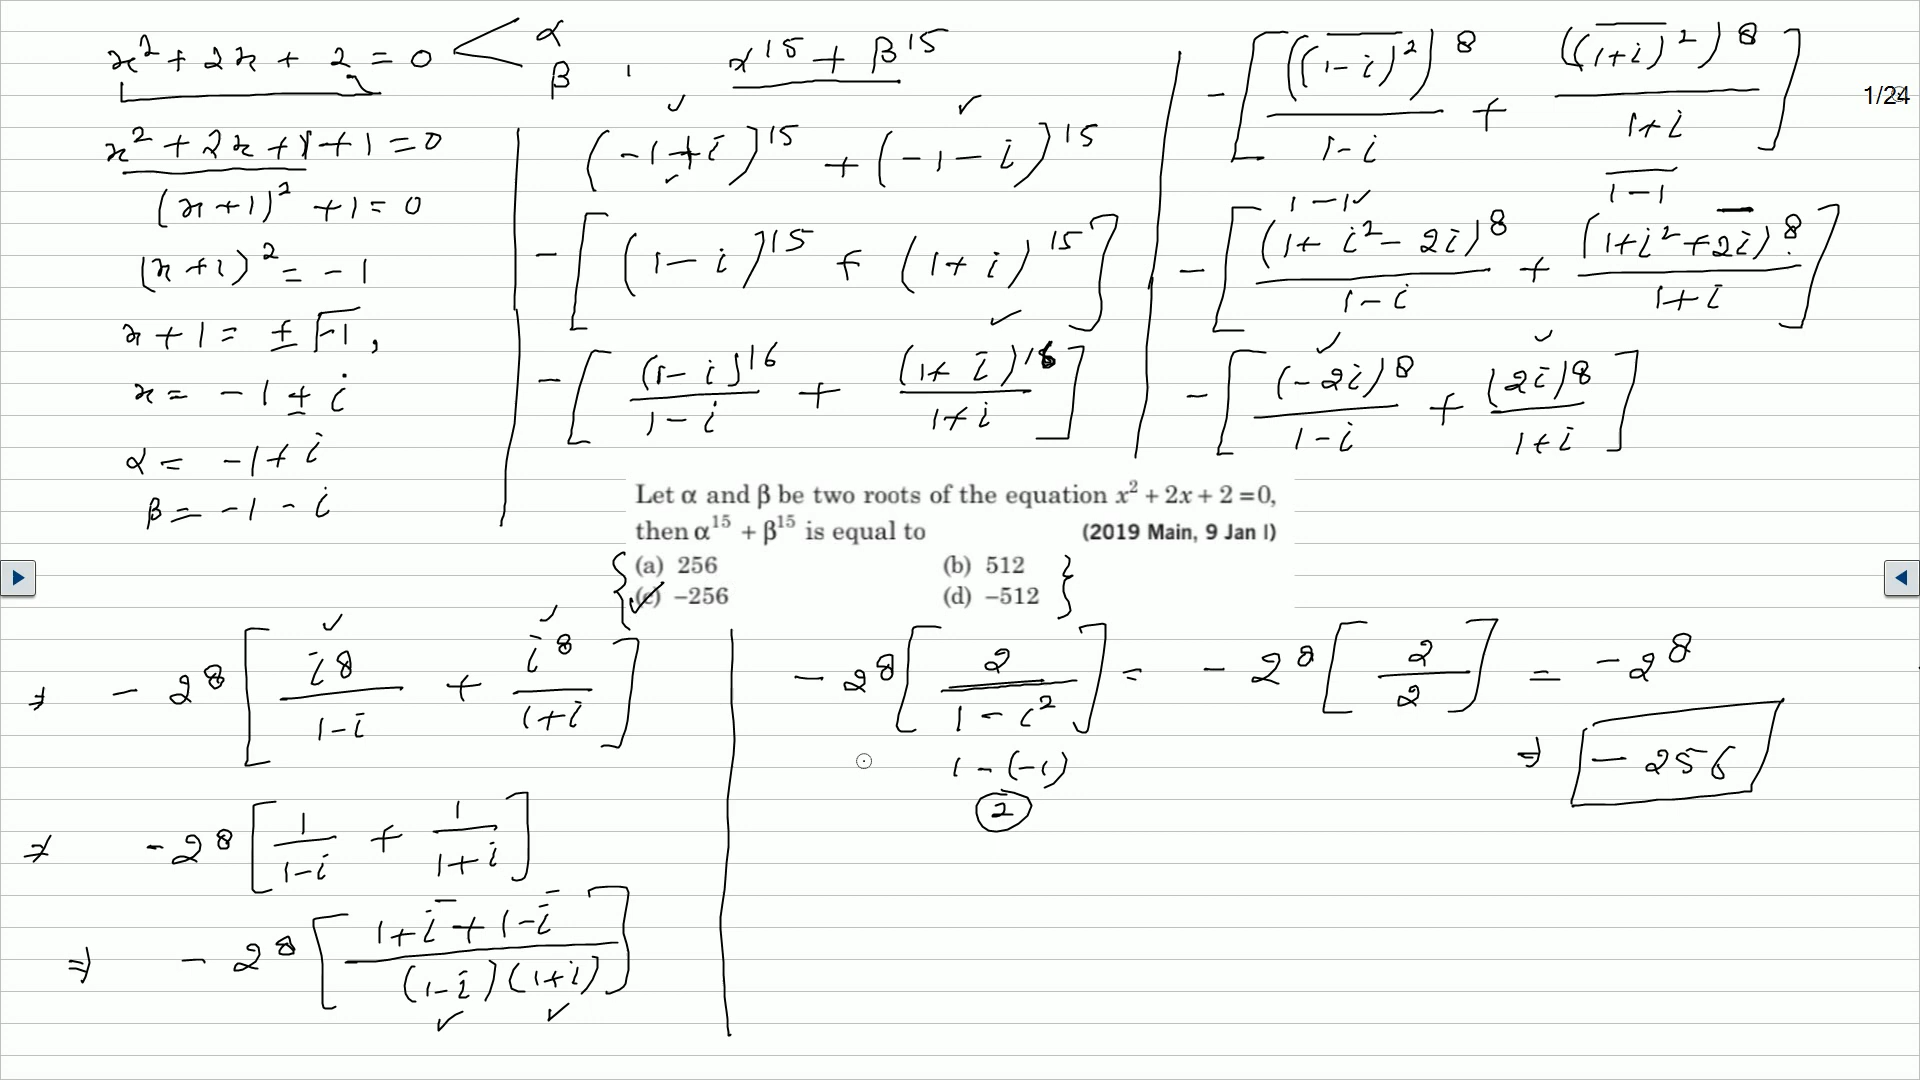 x² + 2x + 2 = 0 < α β , α¹⁵ + β¹⁵
x² + 2x + 1 + 1 = 0
(x+1)² + 1 = 0
(x+1)² = -1
x + 1 = ± √-1 ,
x = -1 ± i
α = -1 + i
β = -1 - i
(-1+i)¹⁵ + (-1-i)¹⁵
-[(1-i)¹⁵ + (1+i)¹⁵]
-[(1-i)¹⁶/(1-i) + (1+i)¹⁶/(1+i)]
-[((1-i)²)⁸/(1-i) + ((1+i)²)⁸/(1+i)]
1-1 1-1
-[(1+i²-2i)⁸/(1-i) + (1+i²+2i)⁸/(1+i)]
-[(-2i)⁸/(1-i) + (2i)⁸/(1+i)]
1/24
Let α and β be two roots of the equation x² + 2x + 2 = 0,
then α¹⁵ + β¹⁵ is equal to (2019 Main, 9 Jan I)
(a) 256 (b) 512
(c) –256 (d) –512
⇒ -2⁸[i⁸/(1-i) + i⁸/(1+i)]
⇒ -2⁸[1/(1-i) + 1/(1+i)]
⇒ -2⁸[(1+i+1-i)/((1-i)(1+i))]
-2⁸[2/(1-i²)] = -2⁸[2/2] = -2⁸
1-(-1)
2
⇒ -256